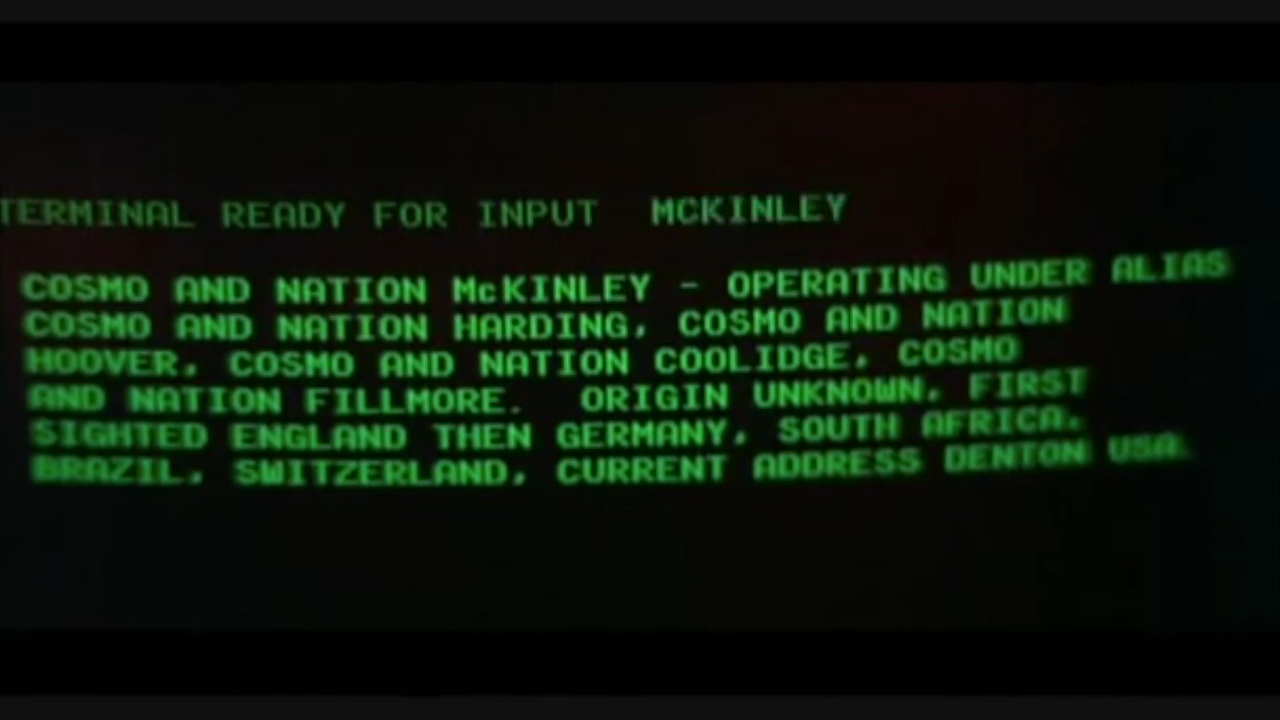 TERMINAL READY FOR INPUT MCKINLEY
COSMO AND NATION McKINLEY - OPERATING UNDER ALIAS
COSMO AND NATION HARDING, COSMO AND NATION
HOOVER, COSMO AND NATION COOLIDGE, COSMO
AND NATION FILLMORE. ORIGIN UNKNOWN. FIRST
SIGHTED ENGLAND THEN GERMANY, SOUTH AFRICA,
BRAZIL, SWITZERLAND, CURRENT ADDRESS DENTON USA.